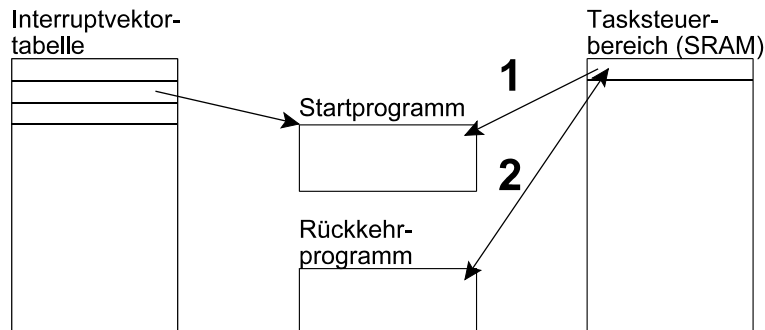 Interruptvektor-
tabelle
Tasksteuer-
bereich (SRAM)
1
Startprogramm
2
Rückkehr-
programm